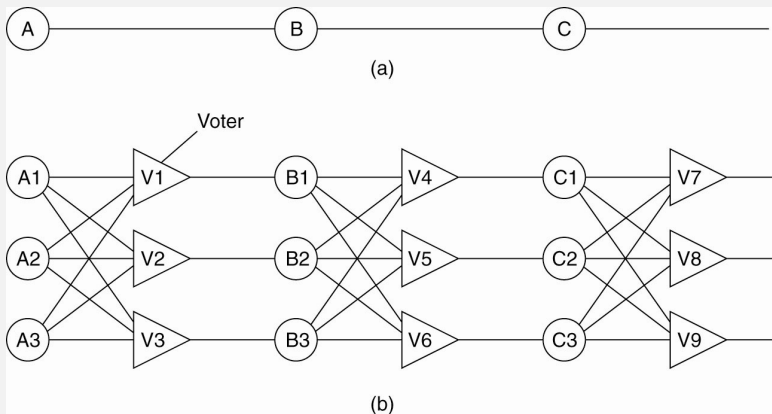 A B C
(a)
Voter
A1 V1 B1 V4 C1 V7
A2 V2 B2 V5 C2 V8
A3 V3 B3 V6 C3 V9
(b)